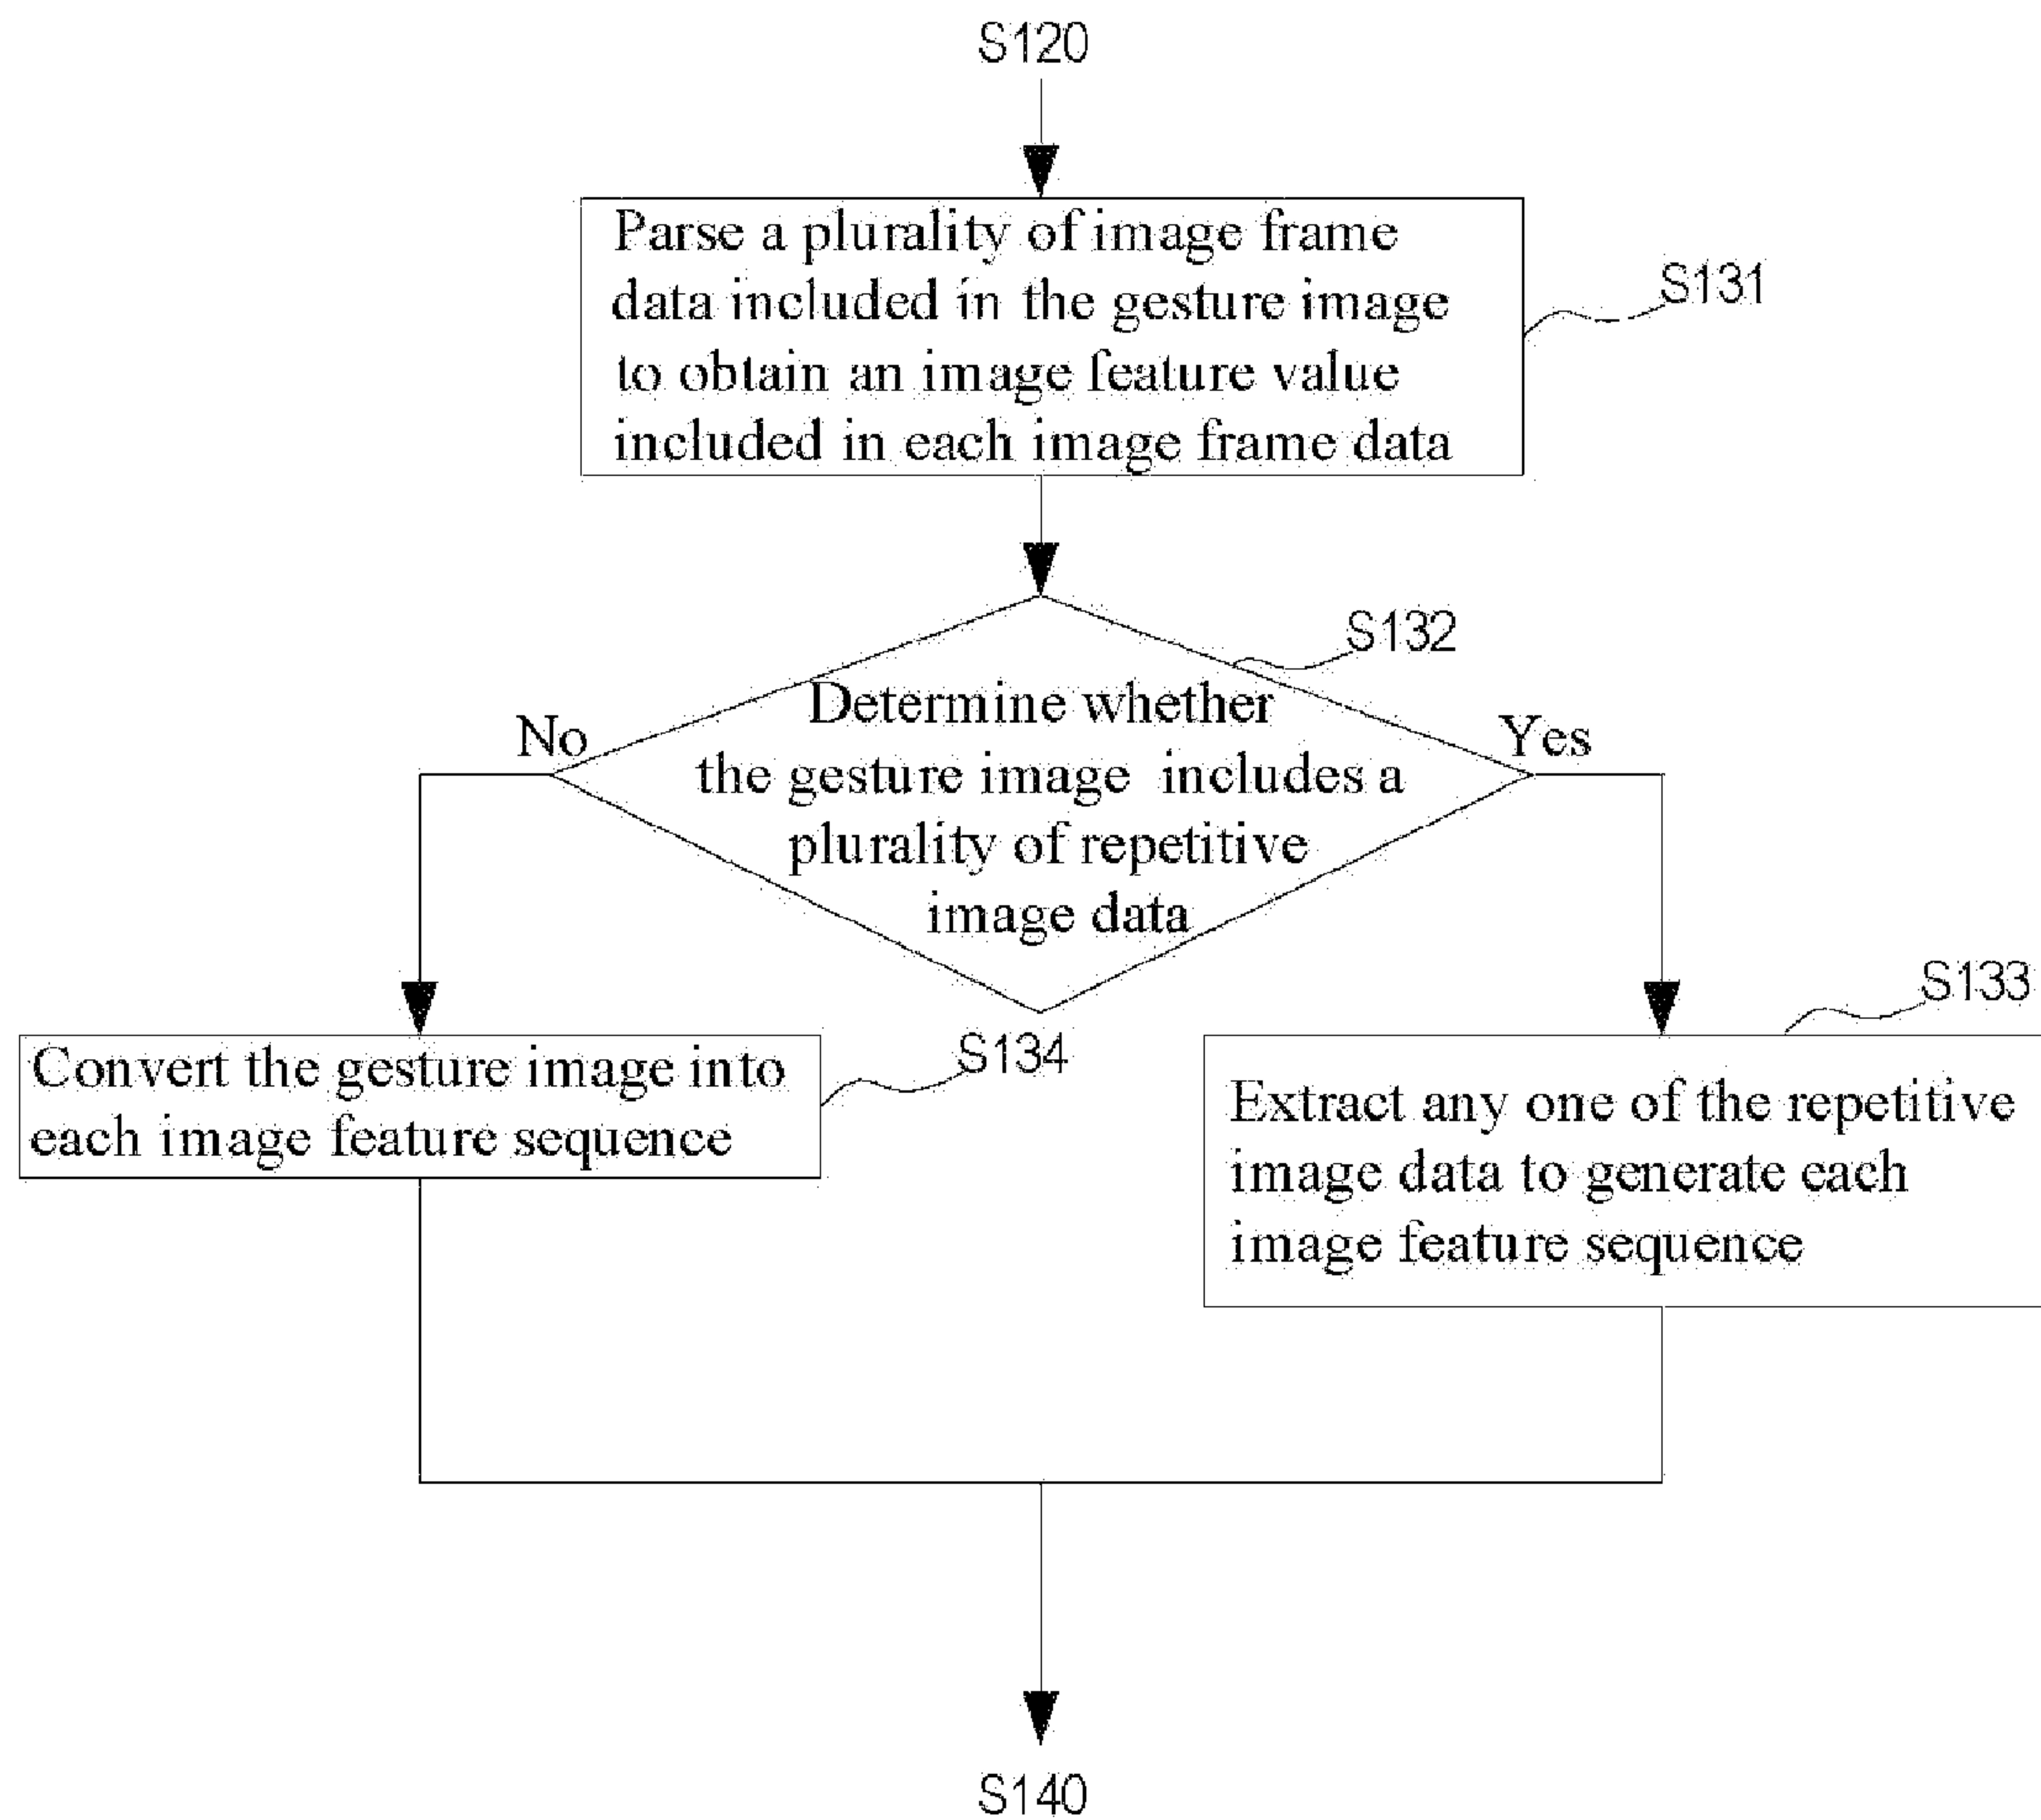 S120
Parse a plurality of image frame
data included in the gesture image
to obtain an image feature value
included in each image frame data
S131
S132
Determine whether
the gesture image includes a
plurality of repetitive
image data
No
Yes
S134
Convert the gesture image into
each image feature sequence
S133
Extract any one of the repetitive
image data to generate each
image feature sequence
S140